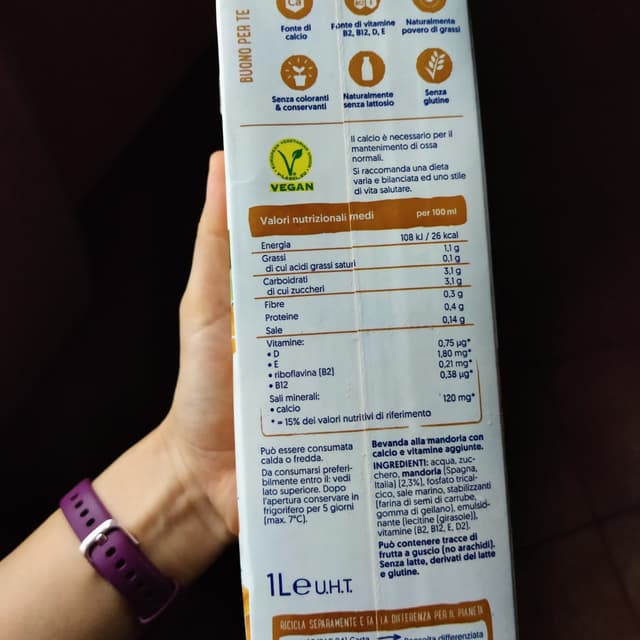 BUONO PER TE
Ca
Fonte di
calcio
Fonte di vitamine
B2, B12, D, E
Naturalmente
povero di grassi
Senza coloranti
& conservanti
Naturalmente
senza lattosio
Senza
glutine
VEGAN
Il calcio è necessario per il
mantenimento di ossa
normali.
Si raccomanda una dieta
varia e bilanciata ed uno stile
di vita salutare.
Valori nutrizionali medi per 100 ml
Energia 108 kJ / 26 kcal
Grassi 1,1 g
di cui acidi grassi saturi 0,1 g
Carboidrati 3,1 g
di cui zuccheri 3,1 g
Fibre 0,3 g
Proteine 0,4 g
Sale 0,14 g
Vitamine:
• D 0,75 µg*
• E 1,80 mg*
• riboflavina (B2) 0,21 mg*
• B12 0,38 µg*
Sali minerali:
• calcio 120 mg*
* = 15% dei valori nutritivi di riferimento
Può essere consumata
calda o fredda.
Da consumarsi preferi-
bilmente entro il: vedi
lato superiore. Dopo
l'apertura conservare in
frigorifero per 5 giorni
(max. 7°C).
1L e U.H.T.
Bevanda alla mandorla con
calcio e vitamine aggiunte.
INGREDIENTI: acqua, zuc-
chero, mandorla (Spagna,
Italia) (2,3%), fosfato trical-
cico, sale marino, stabilizzanti
(farina di semi di carrube,
gomma di gellano), emulsio-
nante (lecitine (girasole)),
vitamine (B2, B12, E, D2).
Può contenere tracce di
frutta a guscio (no arachidi).
Senza latte, derivati del latte
e glutine.
RICICLA SEPARATAMENTE E FA LA DIFFERENZA PER IL PIANETA
Raccolta differenziata